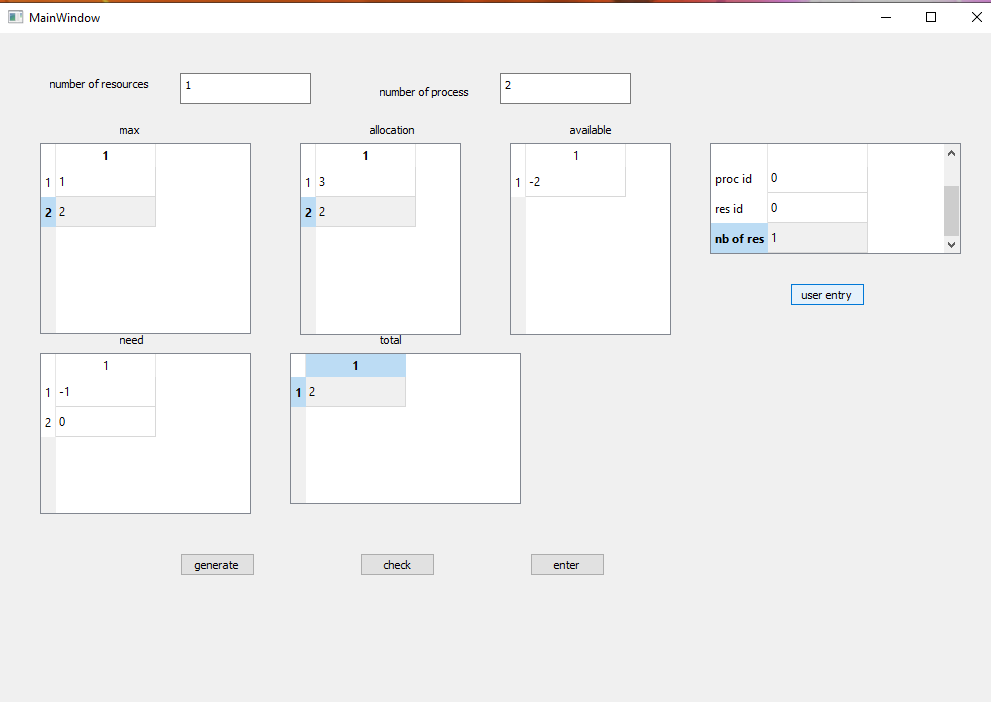 MainWindow
number of resources 1 number of process 2
max allocation available
1 1 1
1 1 1 3 1 -2
2 2 2 2
proc id 0
res id 0
nb of res 1
user entry
need total
1 1
1 -1 1 2
2 0
generate check enter